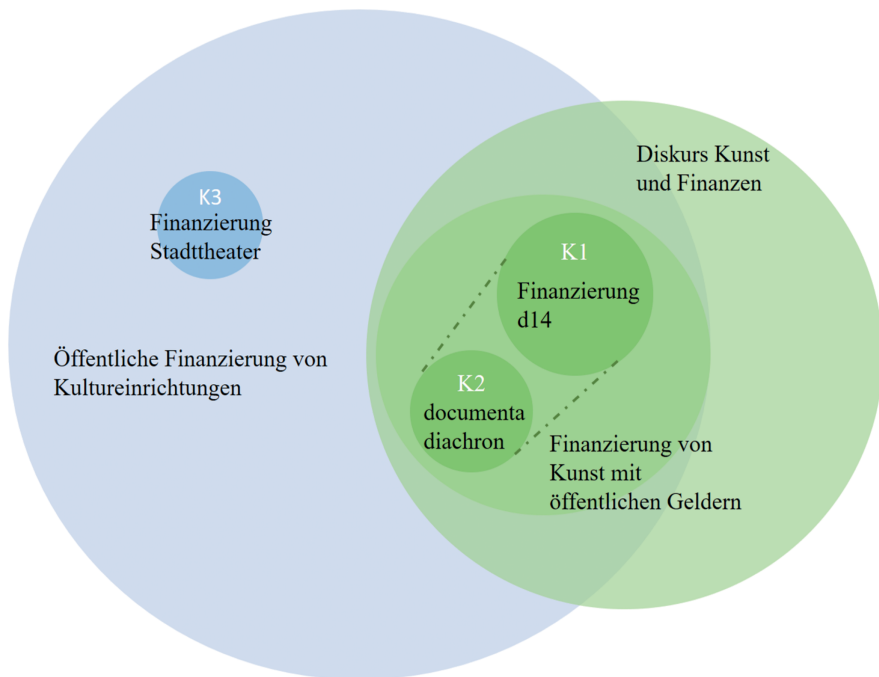 Diskurs Kunst
und Finanzen
K3
Finanzierung
Stadttheater
K1
Finanzierung
d14
Öffentliche Finanzierung von
Kultureinrichtungen
K2
documenta
diachron
Finanzierung von
Kunst mit
öffentlichen Geldern